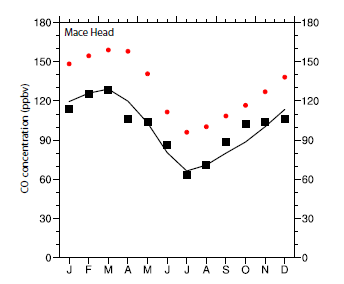 180 180
Mace Head
150 150
120 120
90 90
60 60
30 30
0 0
CO concentration (ppbv)
J F M A M J J A S O N D